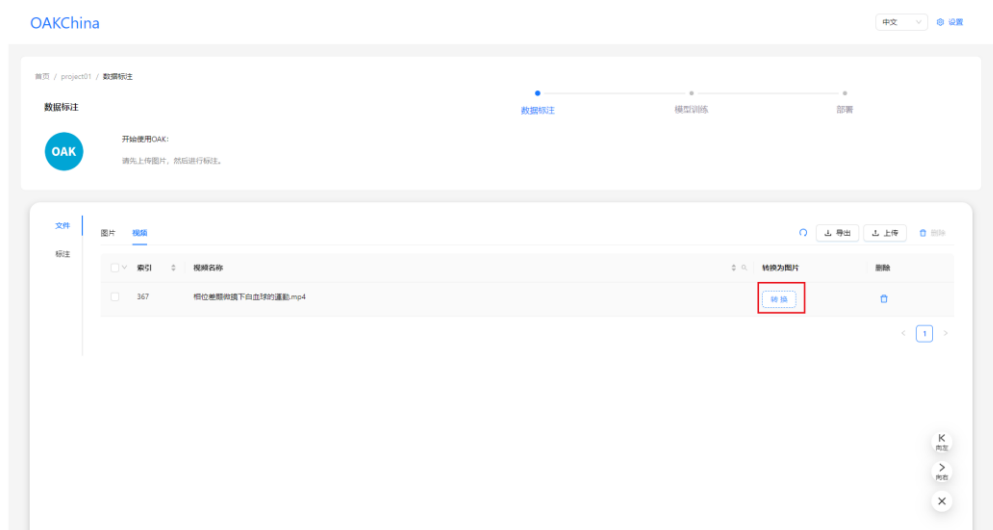 OAKChina
中文
设置
首页 / project01 / 数据标注
数据标注
数据标注
模型训练
部署
OAK
开始使用OAK:
请先上传图片，然后进行标注。
文件
标注
图片 视频
导出
上传
删除
索引 视频名称 转换为图片 删除
367 相位差顯微鏡下白血球的運動.mp4 转 换
1
向左
向右